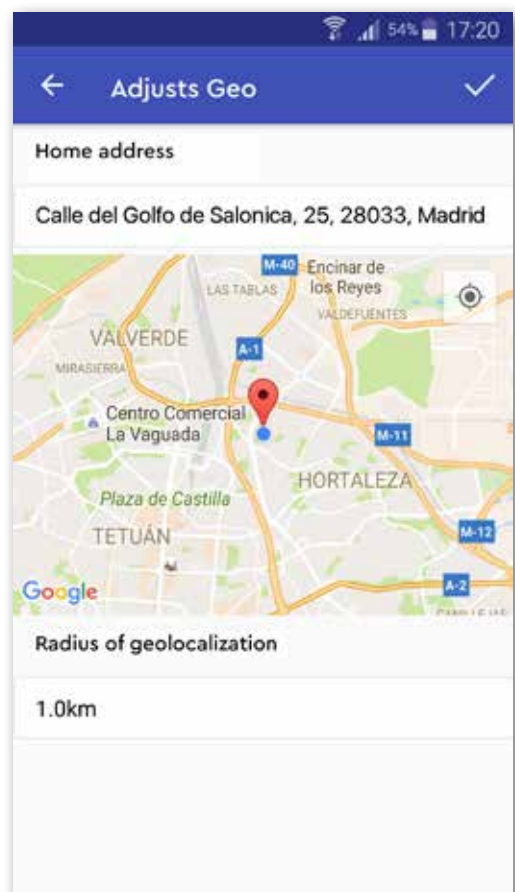 54% 17:20
Adjusts Geo
Home address
Calle del Golfo de Salonica, 25, 28033, Madrid
M-40 Encinar de
los Reyes
LAS TABLAS
VALDEFUENTES
VALVERDE
A-1
MIRASIERRA
Centro Comercial
La Vaguada
M-11
HORTALEZA
Plaza de Castilla
TETUÁN
M-12
Google
A-2
CANILLEJAS
Radius of geolocalization
1.0km